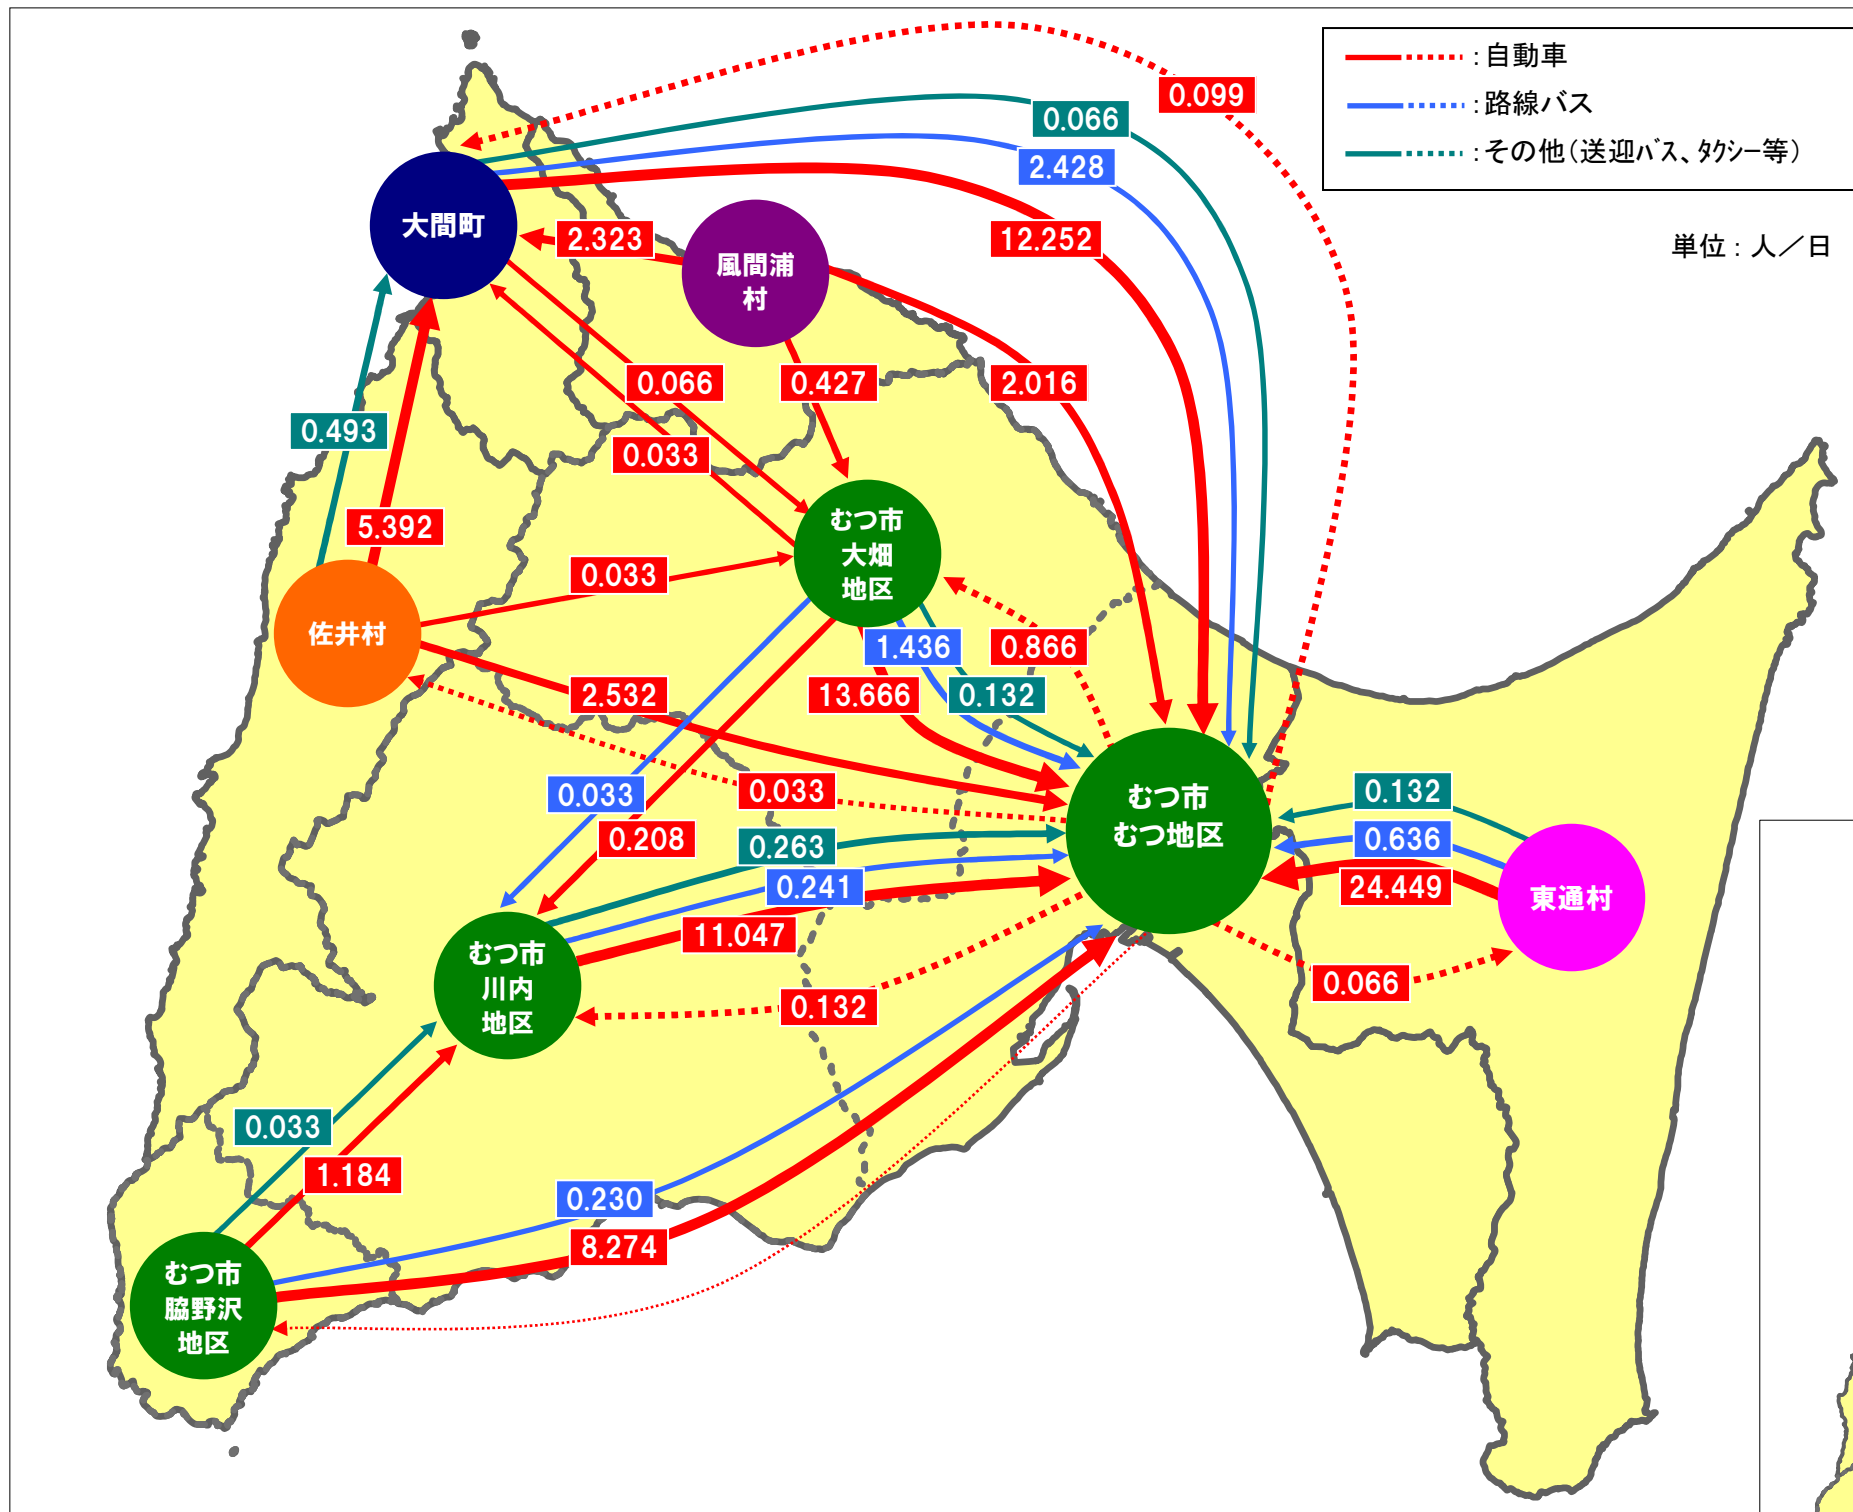 :自動車
:路線バス
:その他(送迎バス、タクシー等)
単位:人/日
0.099
0.066
2.428
12.252
大間町
2.323
風間浦
村
0.066
0.427
2.016
0.493
0.033
5.392
むつ市
大畑
地区
0.033
佐井村
1.436
0.866
2.532
13.666
0.132
0.033
0.033
0.208
0.263
0.241
むつ市
むつ地区
0.132
0.636
24.449
東通村
11.047
むつ市
川内
地区
0.132
0.066
0.033
1.184
0.230
8.274
むつ市
脇野沢
地区